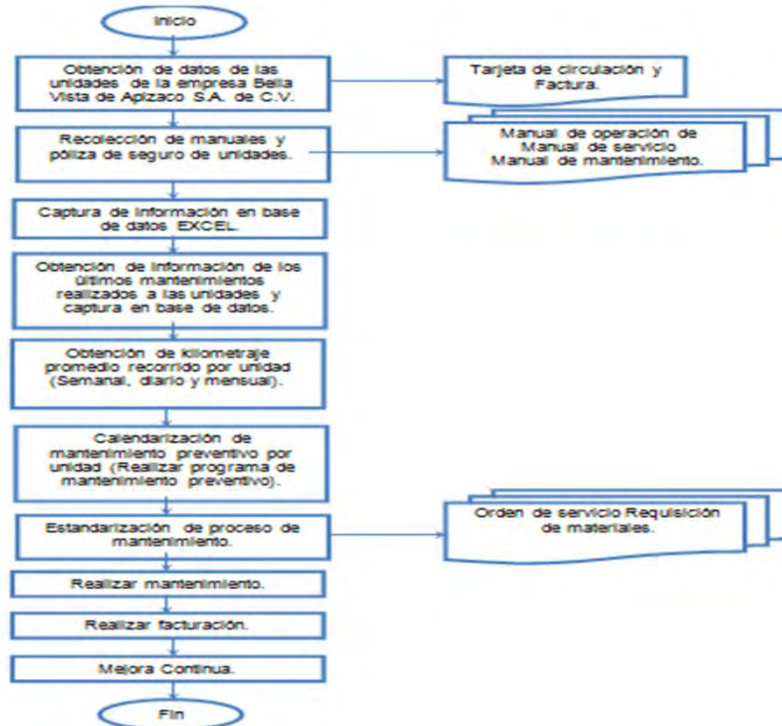 Inicio
Obtención de datos de las
unidades de la empresa Bella
Vista de Apizaco S.A. de C.V.
Tarjeta de circulación y
Factura.
Recolección de manuales y
póliza de seguro de unidades.
Manual de operación de
Manual de servicio
Manual de mantenimiento.
Captura de información en base
de datos EXCEL.
Obtención de información de los
últimos mantenimientos
realizados a las unidades y
captura en base de datos.
Obtención de kilometraje
promedio recorrido por unidad
(Semanal, diario y mensual).
Calendarización de
mantenimiento preventivo por
unidad (Realizar programa de
mantenimiento preventivo).
Estandarización de proceso de
mantenimiento.
Orden de servicio Requisición
de materiales.
Realizar mantenimiento.
Realizar facturación.
Mejora Continua.
Fin